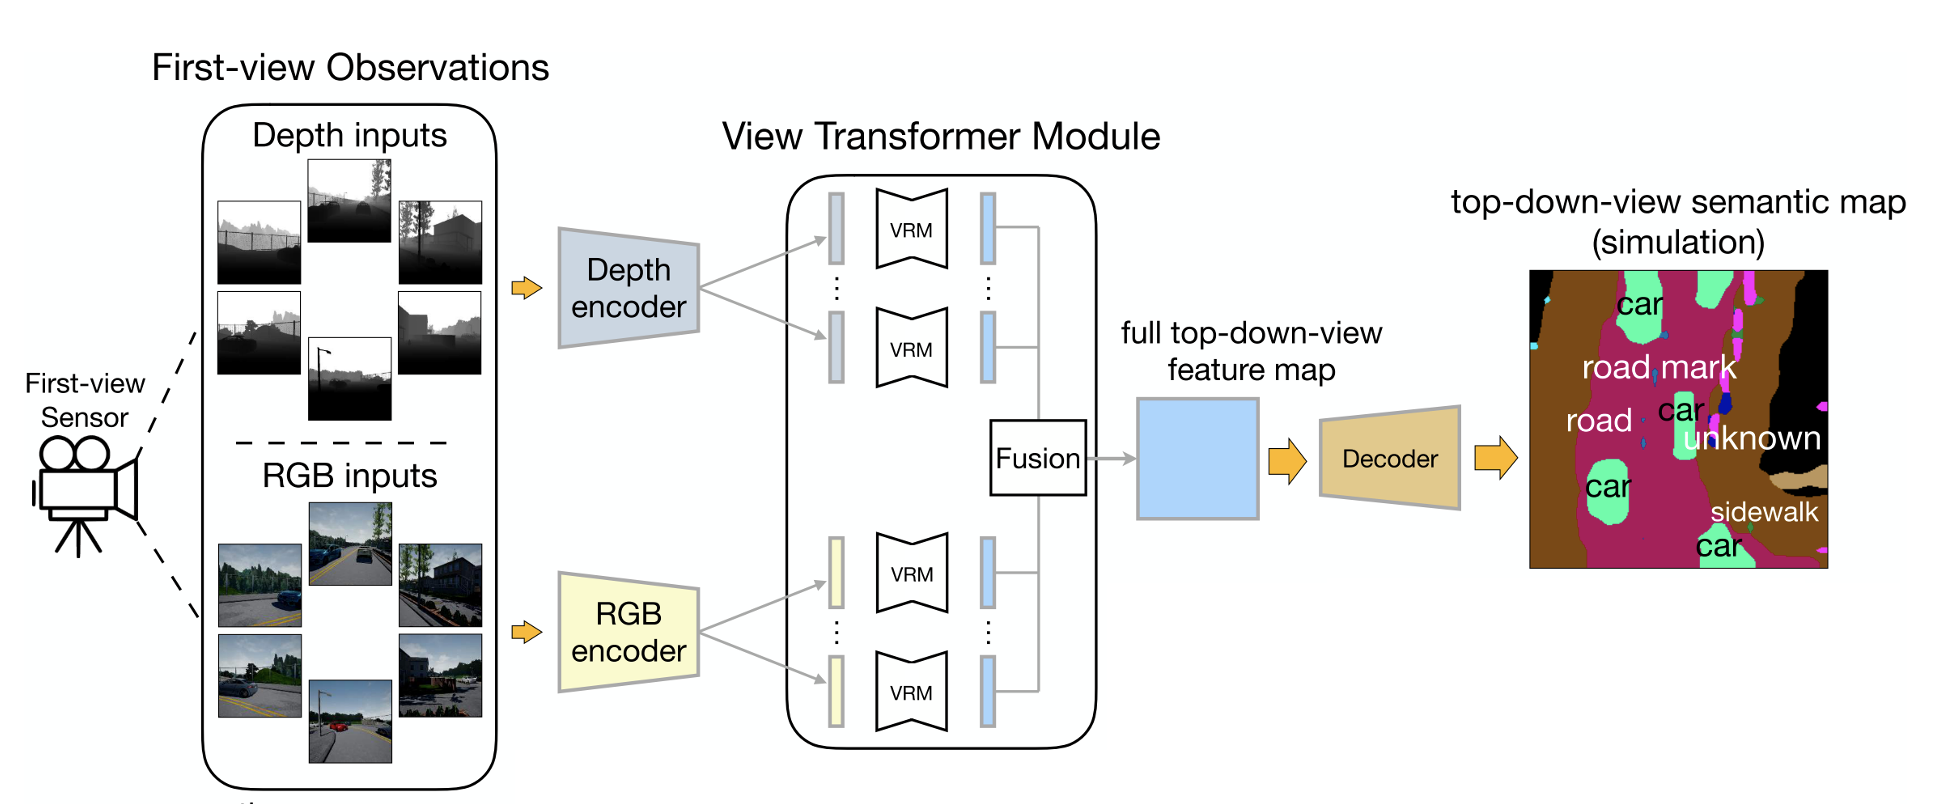 First-view Observations
Depth inputs
First-view
Sensor
RGB inputs
Depth
encoder
RGB
encoder
View Transformer Module
VRM
VRM
VRM
VRM
Fusion
full top-down-view
feature map
Decoder
top-down-view semantic map
(simulation)
car
road mark
car
road
unknown
car
sidewalk
car